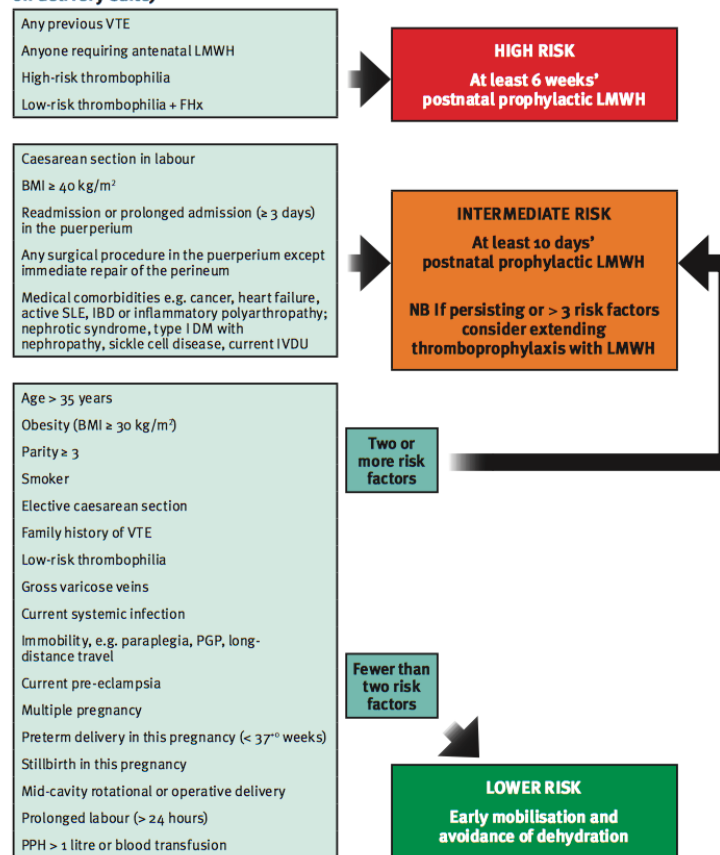 Any previous VTE
Anyone requiring antenatal LMWH
High-risk thrombophilia
Low-risk thrombophilia + FHx
HIGH RISK
At least 6 weeks’
postnatal prophylactic LMWH
Caesarean section in labour
BMI ≥ 40 kg/m²
Readmission or prolonged admission (≥ 3 days)
in the puerperium
Any surgical procedure in the puerperium except
immediate repair of the perineum
Medical comorbidities e.g. cancer, heart failure,
active SLE, IBD or inflammatory polyarthropathy;
nephrotic syndrome, type I DM with
nephropathy, sickle cell disease, current IVDU
INTERMEDIATE RISK
At least 10 days’
postnatal prophylactic LMWH
NB If persisting or > 3 risk factors
consider extending
thromboprophylaxis with LMWH
Age > 35 years
Obesity (BMI ≥ 30 kg/m²)
Parity ≥ 3
Smoker
Elective caesarean section
Family history of VTE
Low-risk thrombophilia
Gross varicose veins
Current systemic infection
Immobility, e.g. paraplegia, PGP, long-
distance travel
Current pre-eclampsia
Multiple pregnancy
Preterm delivery in this pregnancy (< 37⁺⁰ weeks)
Stillbirth in this pregnancy
Mid-cavity rotational or operative delivery
Prolonged labour (> 24 hours)
PPH > 1 litre or blood transfusion
Two or
more risk
factors
Fewer than
two risk
factors
LOWER RISK
Early mobilisation and
avoidance of dehydration